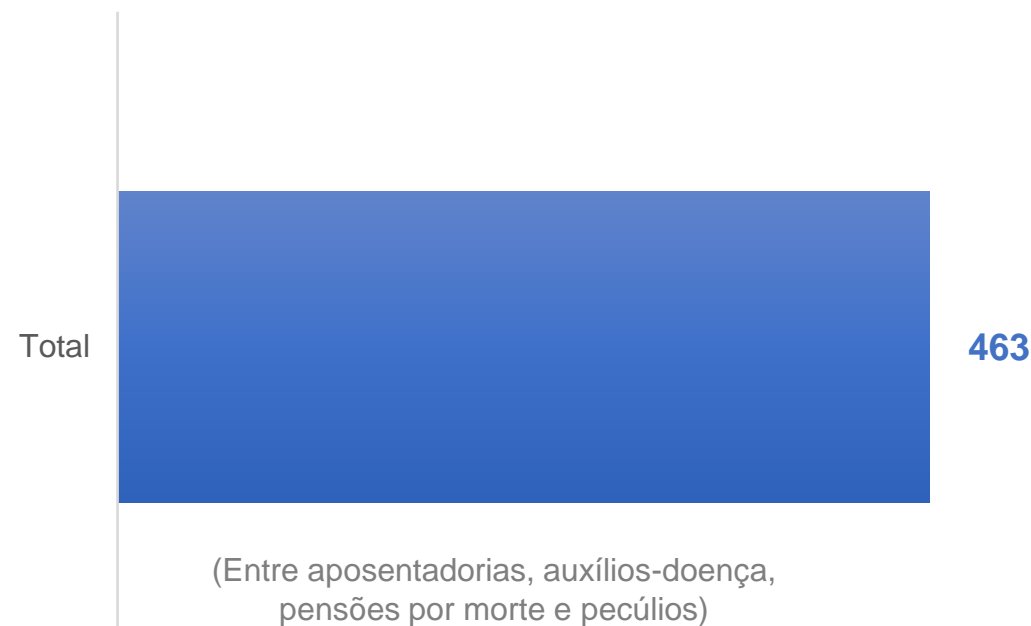 Total
463
(Entre aposentadorias, auxílios-doença,
pensões por morte e pecúlios)